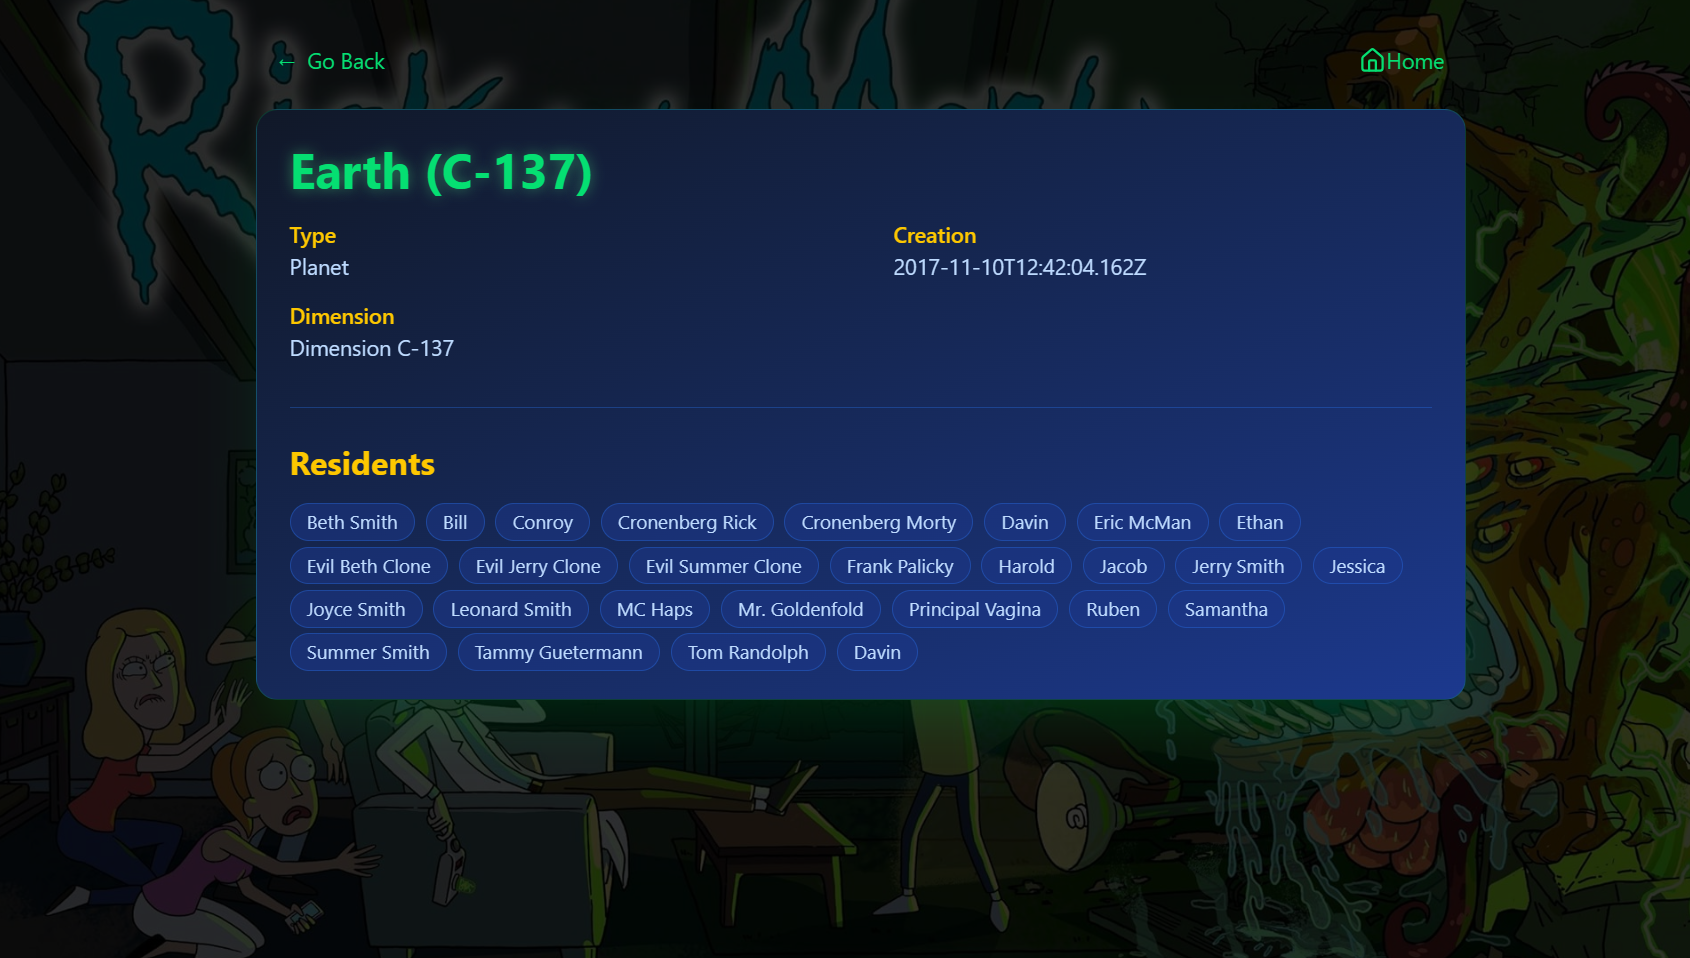 ← Go Back
Home
Earth (C-137)
Type
Creation
Planet
2017-11-10T12:42:04.162Z
Dimension
Dimension C-137
Residents
Beth Smith Bill Conroy Cronenberg Rick Cronenberg Morty Davin Eric McMan Ethan
Evil Beth Clone Evil Jerry Clone Evil Summer Clone Frank Palicky Harold Jacob Jerry Smith Jessica
Joyce Smith Leonard Smith MC Haps Mr. Goldenfold Principal Vagina Ruben Samantha
Summer Smith Tammy Guetermann Tom Randolph Davin